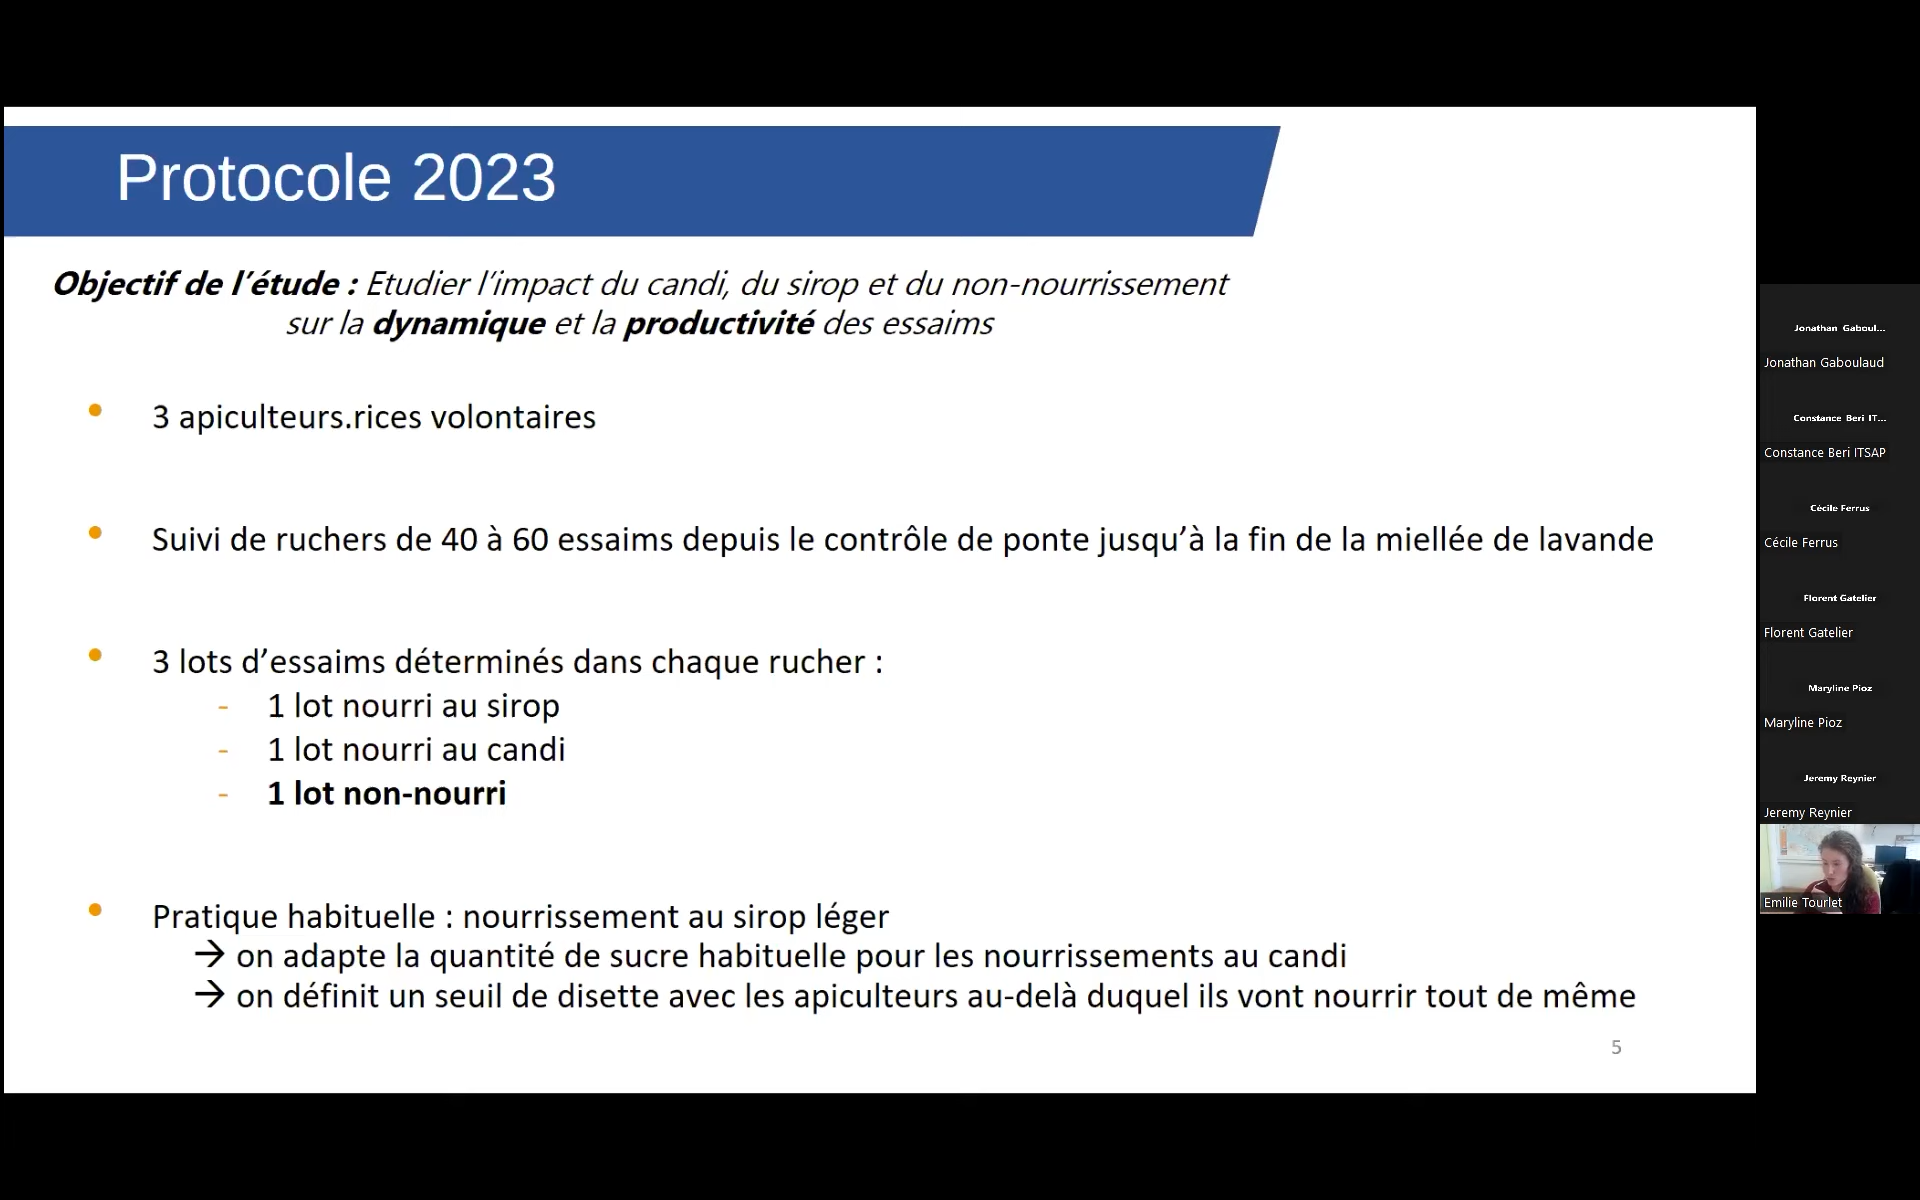 Protocole 2023
Objectif de l’étude : Etudier l’impact du candi, du sirop et du non-nourrissement
sur la dynamique et la productivité des essaims
• 3 apiculteurs.rices volontaires
• Suivi de ruchers de 40 à 60 essaims depuis le contrôle de ponte jusqu’à la fin de la miellée de lavande
• 3 lots d’essaims déterminés dans chaque rucher :
- 1 lot nourri au sirop
- 1 lot nourri au candi
- 1 lot non-nourri
• Pratique habituelle : nourrissement au sirop léger
→ on adapte la quantité de sucre habituelle pour les nourrissements au candi
→ on définit un seuil de disette avec les apiculteurs au-delà duquel ils vont nourrir tout de même
5
Jonathan Gaboul...
Jonathan Gaboulaud
Constance Beri IT...
Constance Beri ITSAP
Cécile Ferrus
Cécile Ferrus
Florent Gatelier
Florent Gatelier
Maryline Pioz
Maryline Pioz
Jeremy Reynier
Jeremy Reynier
Emilie Tourlet